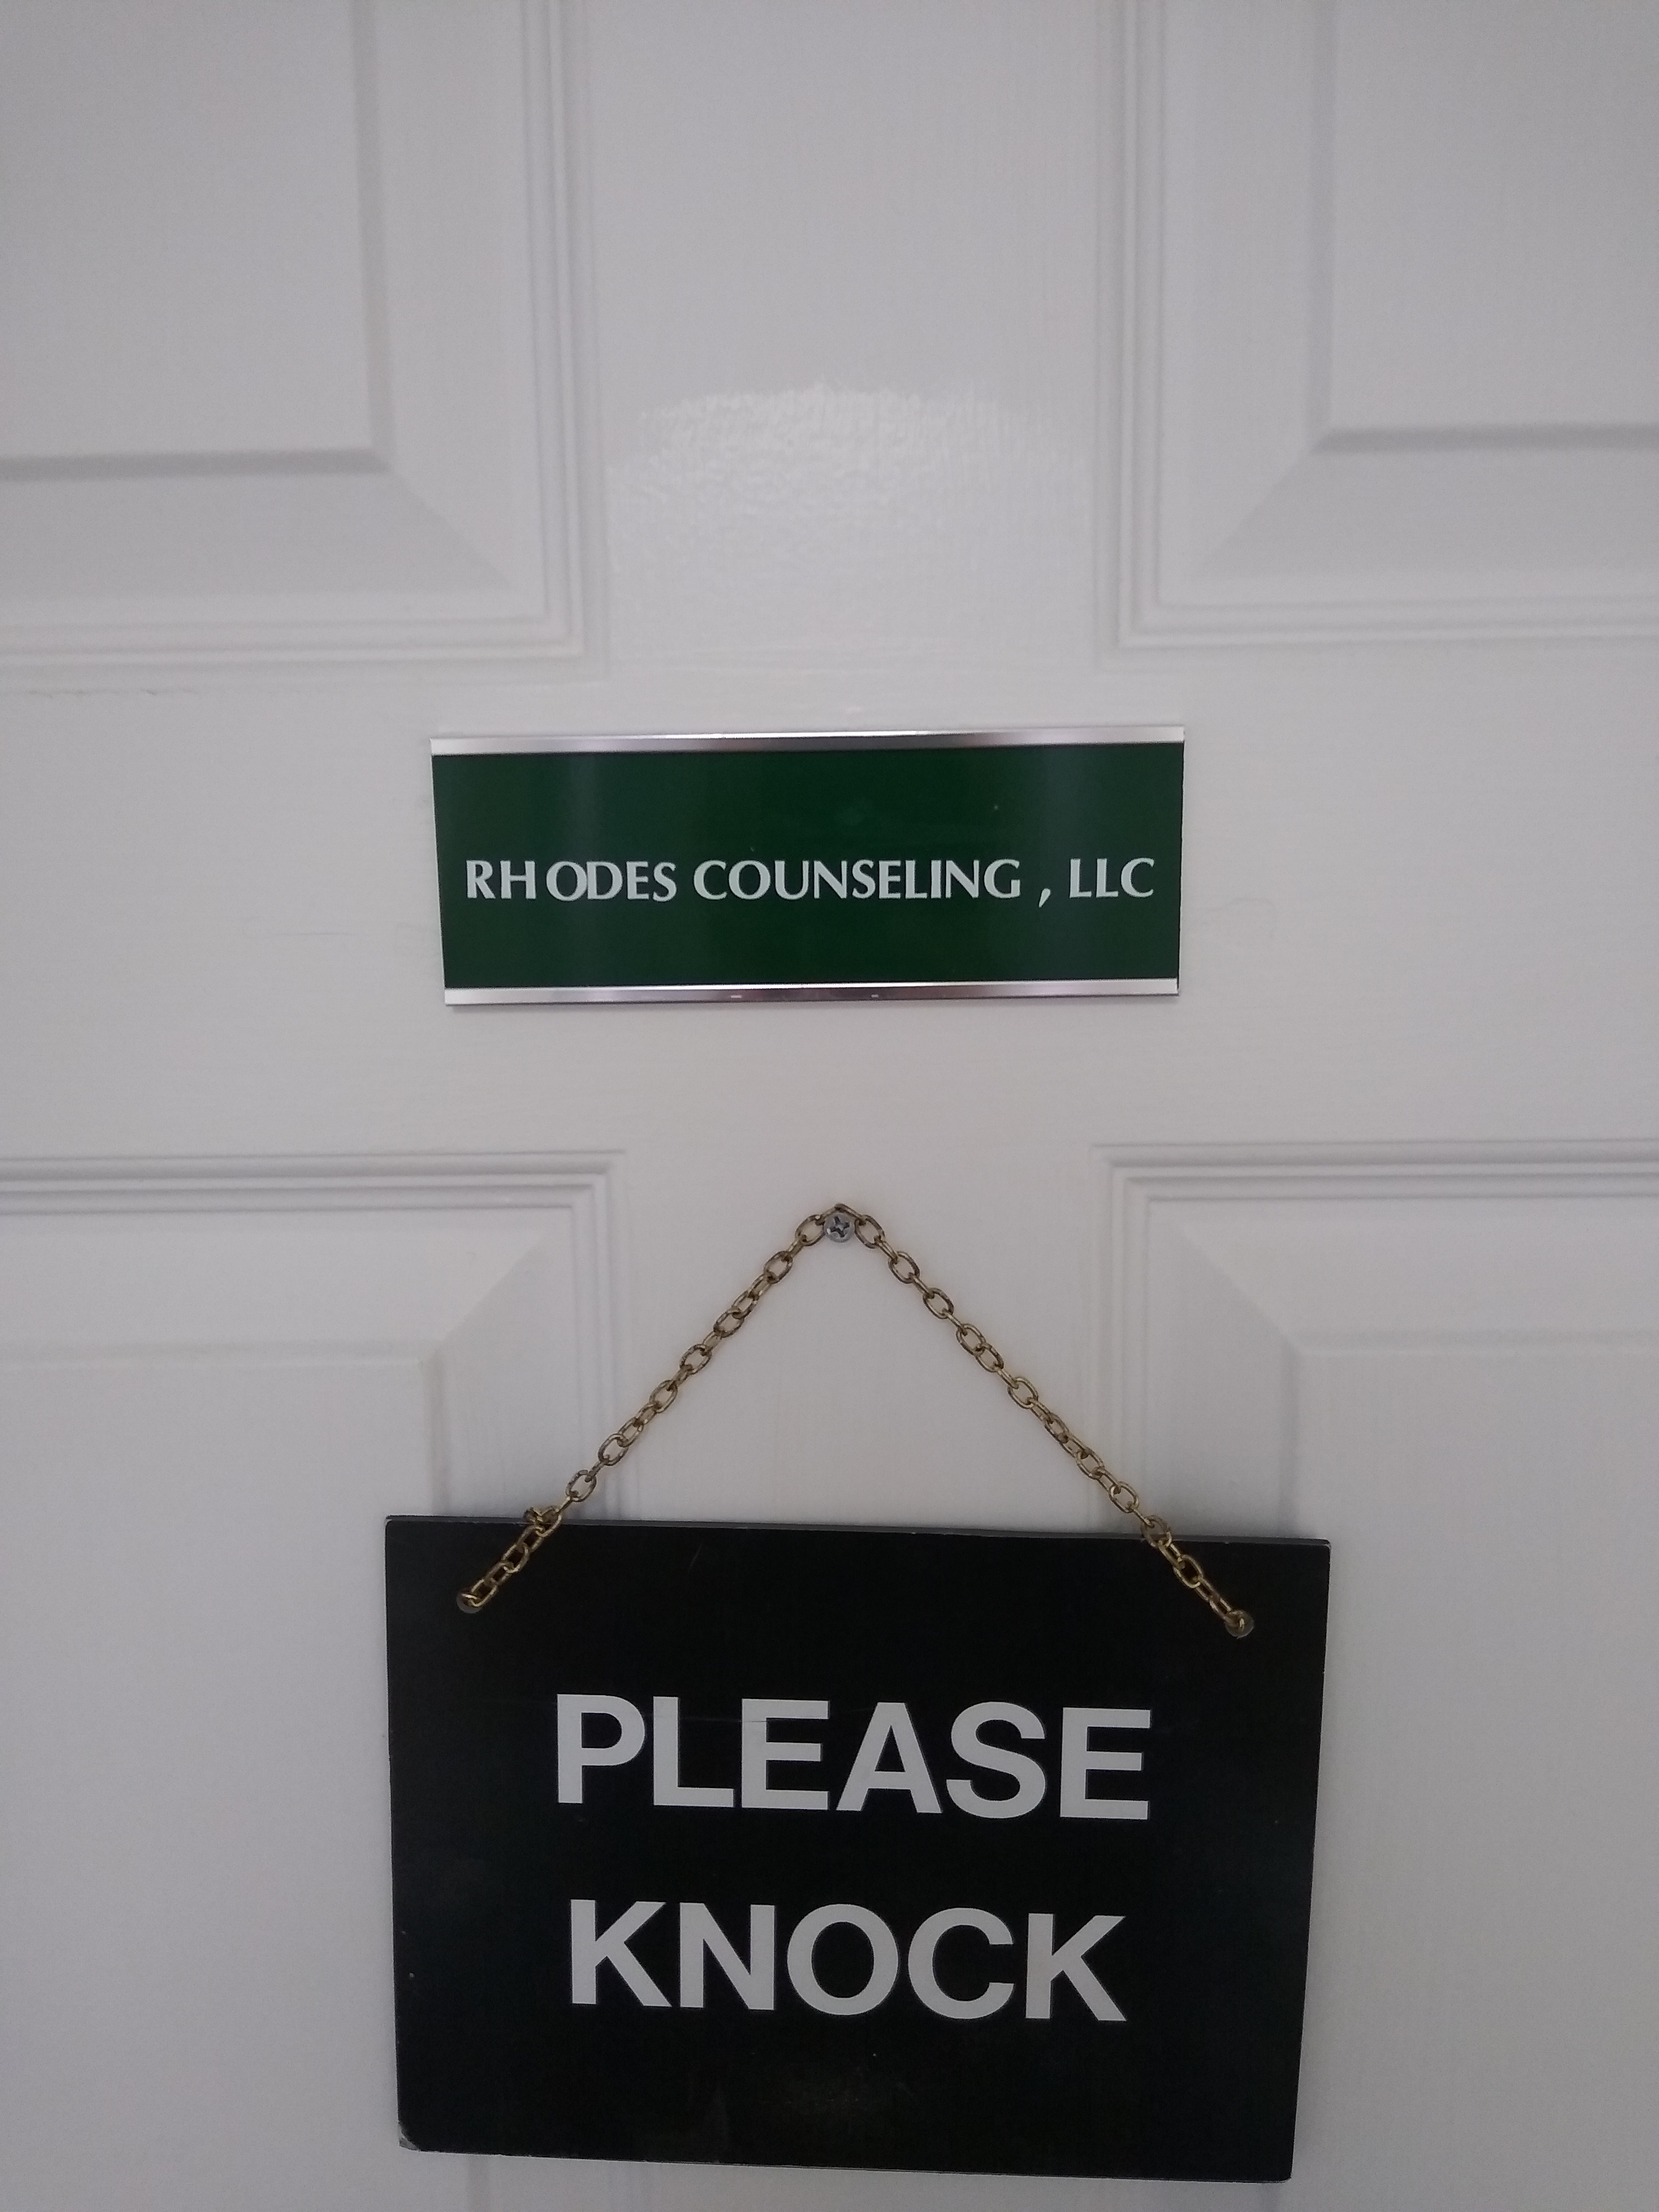 RHODES COUNSELING , LLC
PLEASE
KNOCK